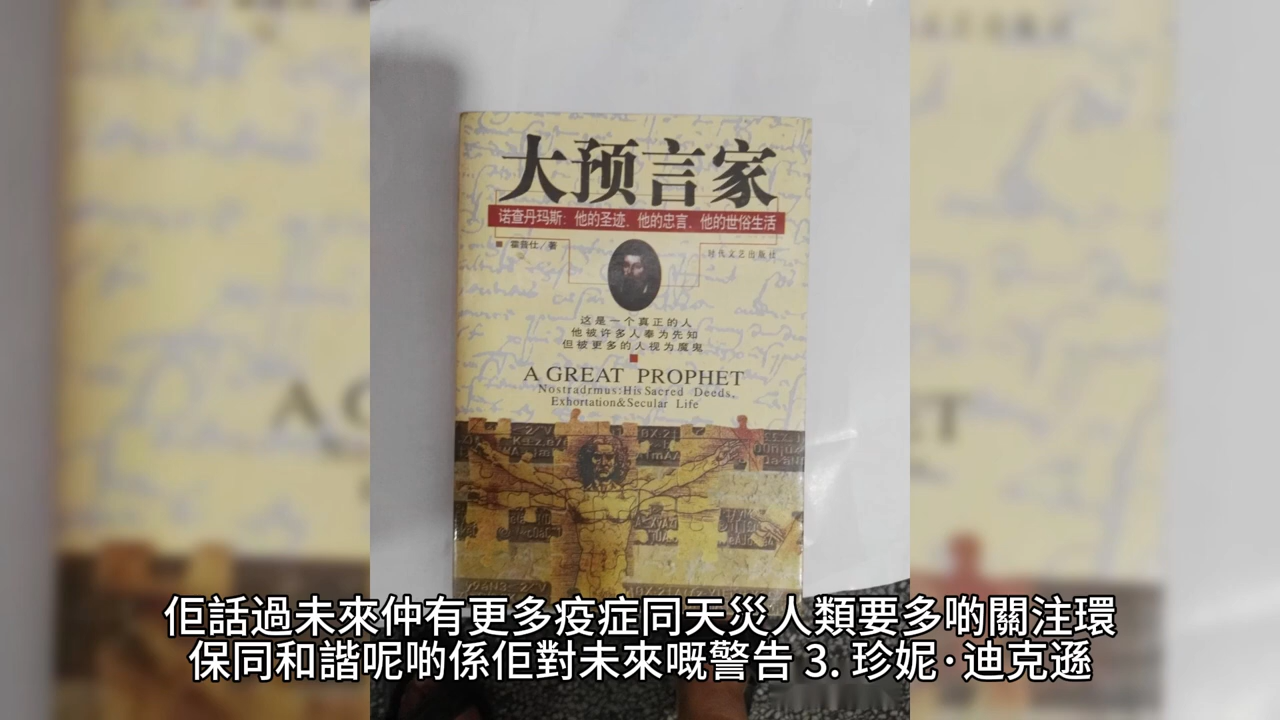 大预言家
诺查丹玛斯：他的圣迹、他的忠言、他的世俗生活
霍良仕／著
时代文艺出版社
这是一个真正的人
他被许多人奉为先知
但被更多的人视为魔鬼
A GREAT PROPHET
Nostradrmus:His Sacred Deeds,
Exhortation&Secular Life
佢話過未來仲有更多疫症同天災人類要多啲關注環
保同和諧呢啲係佢對未來嘅警告 3. 珍妮·迪克遜